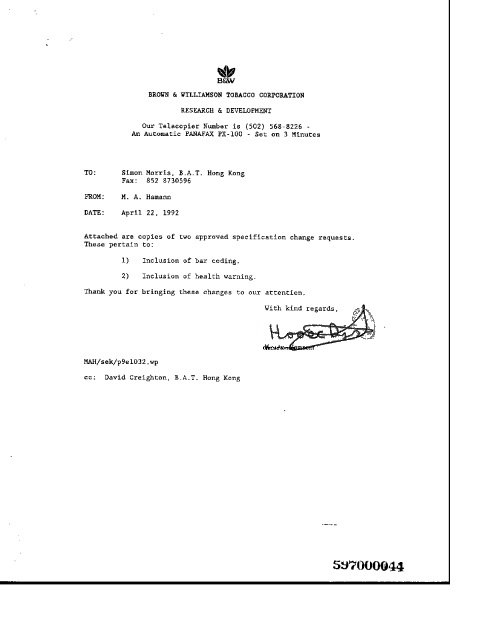 B&W
BROWN & WILLIAMSON TOBACCO CORPORATION
RESEARCH & DEVELOPMENT
Our Telecopier Number is (502) 568-8226 -
An Automatic PANAFAX PX-100 - Set on 3 Minutes
TO: Simon Morris, B.A.T. Hong Kong
Fax: 852 8730596
FROM: M. A. Hamann
DATE: April 22, 1992
Attached are copies of two approved specification change requests.
These pertain to:
1) Inclusion of bar coding.
2) Inclusion of health warning.
Thank you for bringing these changes to our attention.
With kind regards,
MAH/sek/p9e1032.wp
cc: David Creighton, B.A.T. Hong Kong
597000044